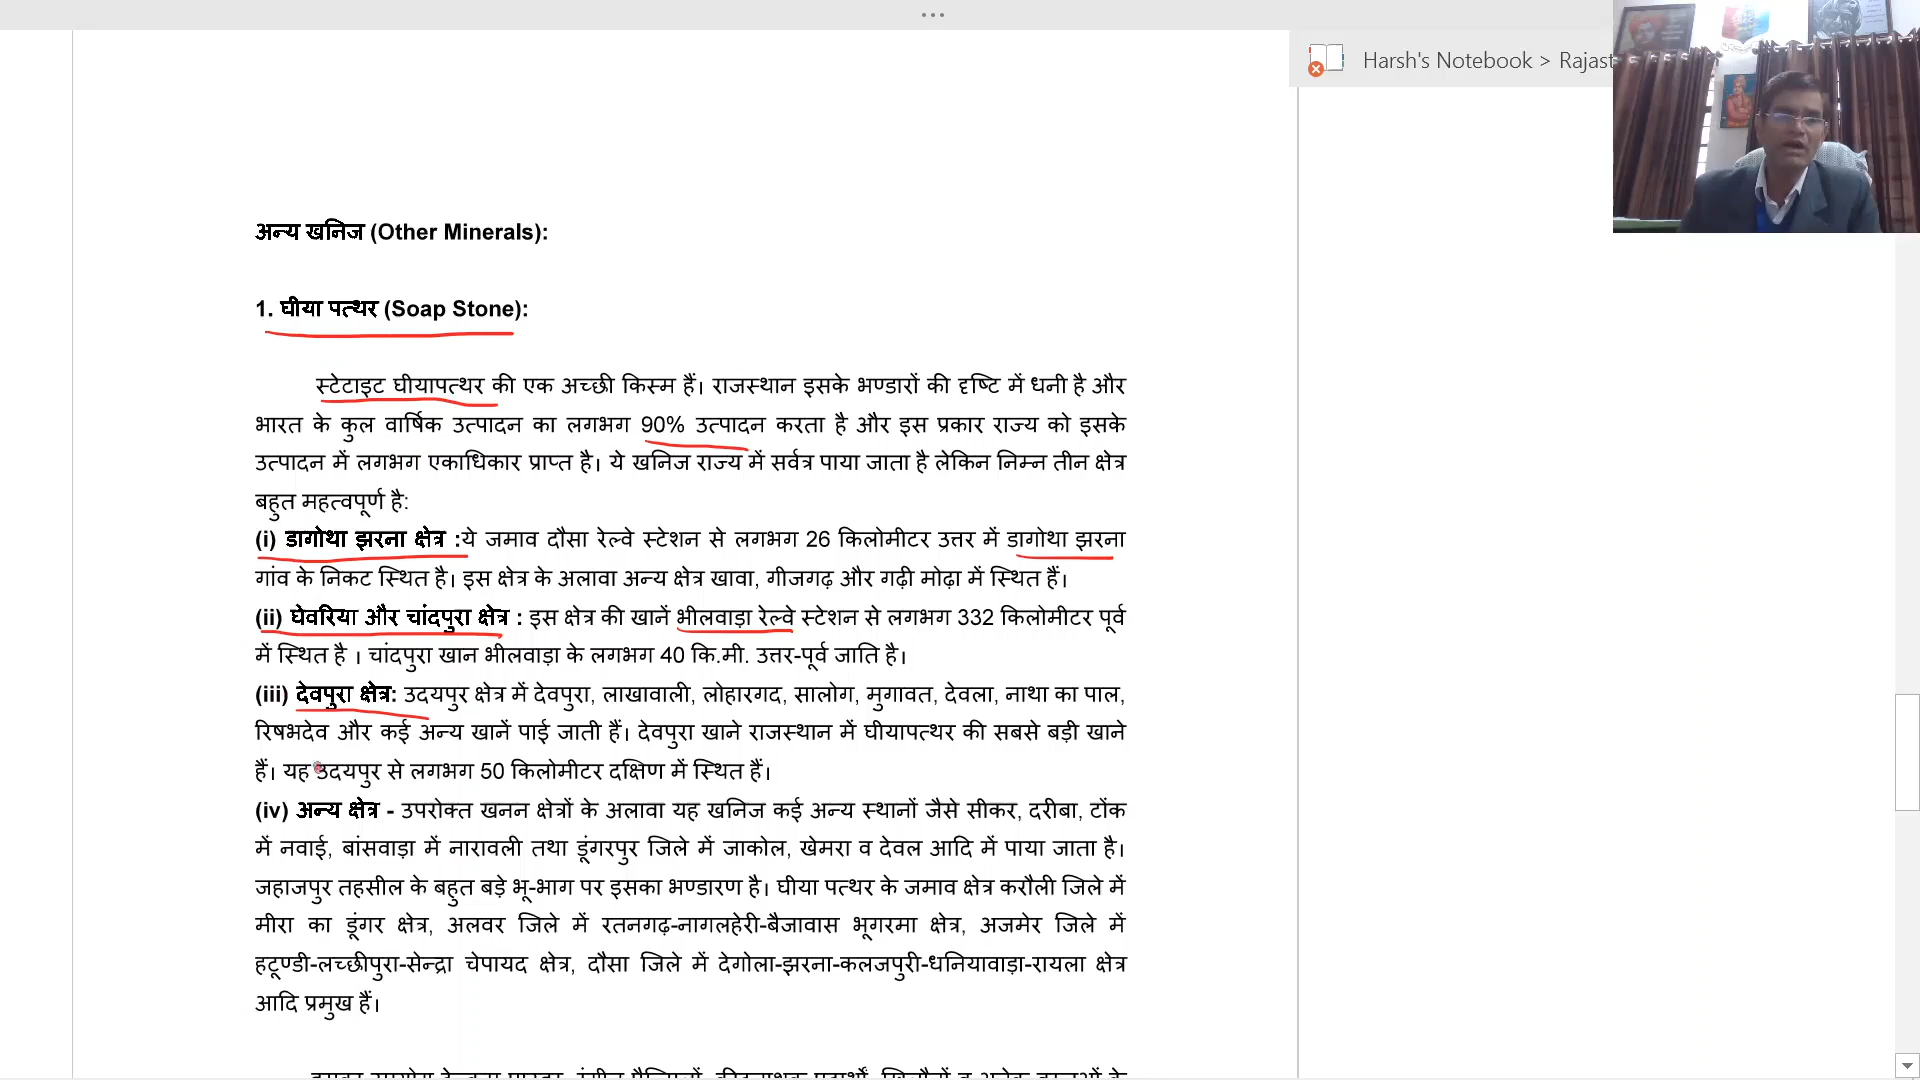 Harsh's Notebook > Rajast
अन्य खनिज (Other Minerals):
1. घीया पत्थर (Soap Stone):
स्टेटाइट घीयापत्थर की एक अच्छी किस्म हैं। राजस्थान इसके भण्डारों की दृष्टि में धनी है और
भारत के कुल वार्षिक उत्पादन का लगभग 90% उत्पादन करता है और इस प्रकार राज्य को इसके
उत्पादन में लगभग एकाधिकार प्राप्त है। ये खनिज राज्य में सर्वत्र पाया जाता है लेकिन निम्न तीन क्षेत्र
बहुत महत्वपूर्ण है:
(i) डागोथा झरना क्षेत्र :ये जमाव दौसा रेल्वे स्टेशन से लगभग 26 किलोमीटर उत्तर में डागोथा झरना
गांव के निकट स्थित है। इस क्षेत्र के अलावा अन्य क्षेत्र खावा, गीजगढ़ और गढ़ी मोढ़ा में स्थित हैं।
(ii) घेवरिया और चांदपुरा क्षेत्र : इस क्षेत्र की खानें भीलवाड़ा रेल्वे स्टेशन से लगभग 332 किलोमीटर पूर्व
में स्थित है । चांदपुरा खान भीलवाड़ा के लगभग 40 कि.मी. उत्तर-पूर्व जाति है।
(iii) देवपुरा क्षेत्र: उदयपुर क्षेत्र में देवपुरा, लाखावाली, लोहारगद, सालोग, मुगावत, देवला, नाथा का पाल,
रिषभदेव और कई अन्य खानें पाई जाती हैं। देवपुरा खाने राजस्थान में घीयापत्थर की सबसे बड़ी खाने
हैं। यह उदयपुर से लगभग 50 किलोमीटर दक्षिण में स्थित हैं।
(iv) अन्य क्षेत्र - उपरोक्त खनन क्षेत्रों के अलावा यह खनिज कई अन्य स्थानों जैसे सीकर, दरीबा, टोंक
में नवाई, बांसवाड़ा में नारावली तथा डूंगरपुर जिले में जाकोल, खेमरा व देवल आदि में पाया जाता है।
जहाजपुर तहसील के बहुत बड़े भू-भाग पर इसका भण्डारण है। घीया पत्थर के जमाव क्षेत्र करौली जिले में
मीरा का डूंगर क्षेत्र, अलवर जिले में रतनगढ़-नागलहेरी-बैजावास भूगरमा क्षेत्र, अजमेर जिले में
हटूण्डी-लच्छीपुरा-सेन्द्रा चेपायद क्षेत्र, दौसा जिले में देगोला-झरना-कलजपुरी-धनियावाड़ा-रायला क्षेत्र
आदि प्रमुख हैं।